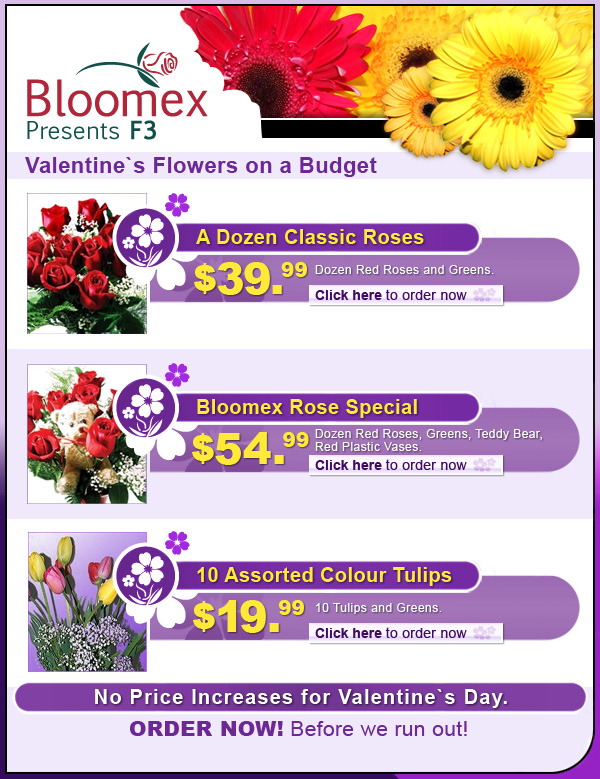 Bloomex
Presents F3
Valentine`s Flowers on a Budget
A Dozen Classic Roses
$39.99 Dozen Red Roses and Greens.
Click here to order now
Bloomex Rose Special
$54.99 Dozen Red Roses, Greens, Teddy Bear,
Red Plastic Vases.
Click here to order now
10 Assorted Colour Tulips
$19.99 10 Tulips and Greens.
Click here to order now
No Price Increases for Valentine`s Day.
ORDER NOW! Before we run out!